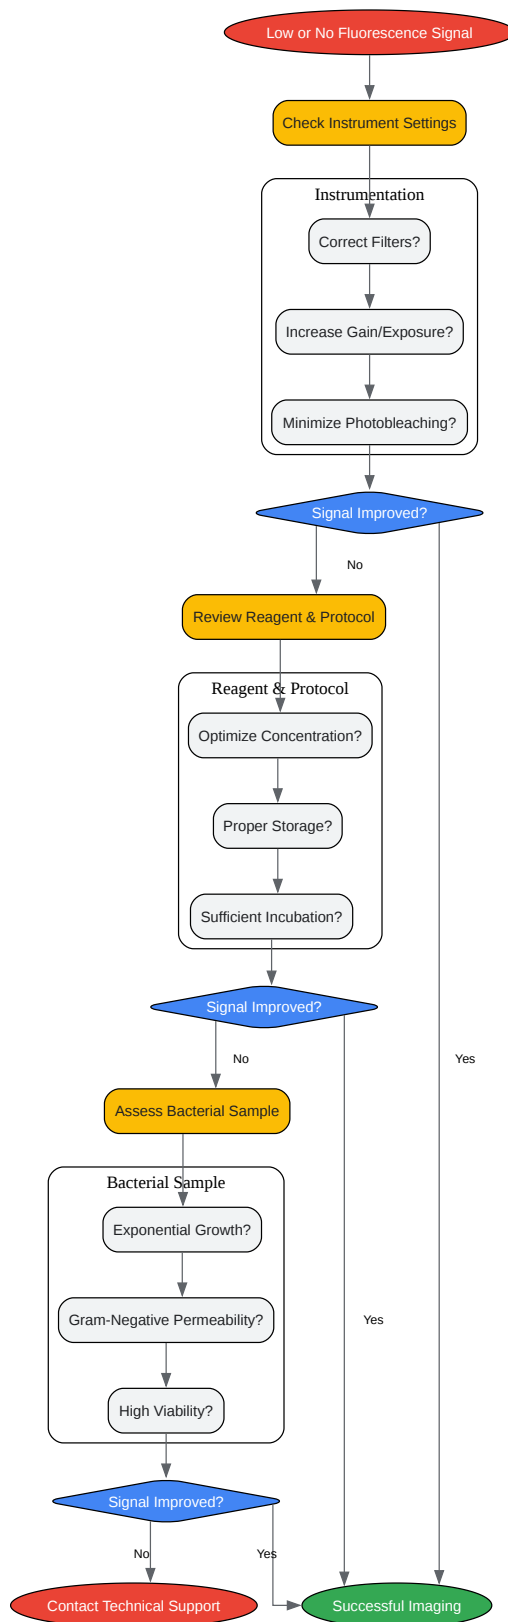 Low or No Fluorescence Signal
Check Instrument Settings
Instrumentation
Correct Filters?
Increase Gain/Exposure?
Minimize Photobleaching?
Signal Improved?
No
Review Reagent & Protocol
Reagent & Protocol
Optimize Concentration?
Proper Storage?
Sufficient Incubation?
Signal Improved?
No
Yes
Assess Bacterial Sample
Bacterial Sample
Exponential Growth?
Gram-Negative Permeability?
Yes
High Viability?
Signal Improved?
No
Yes
Contact Technical Support
Successful Imaging